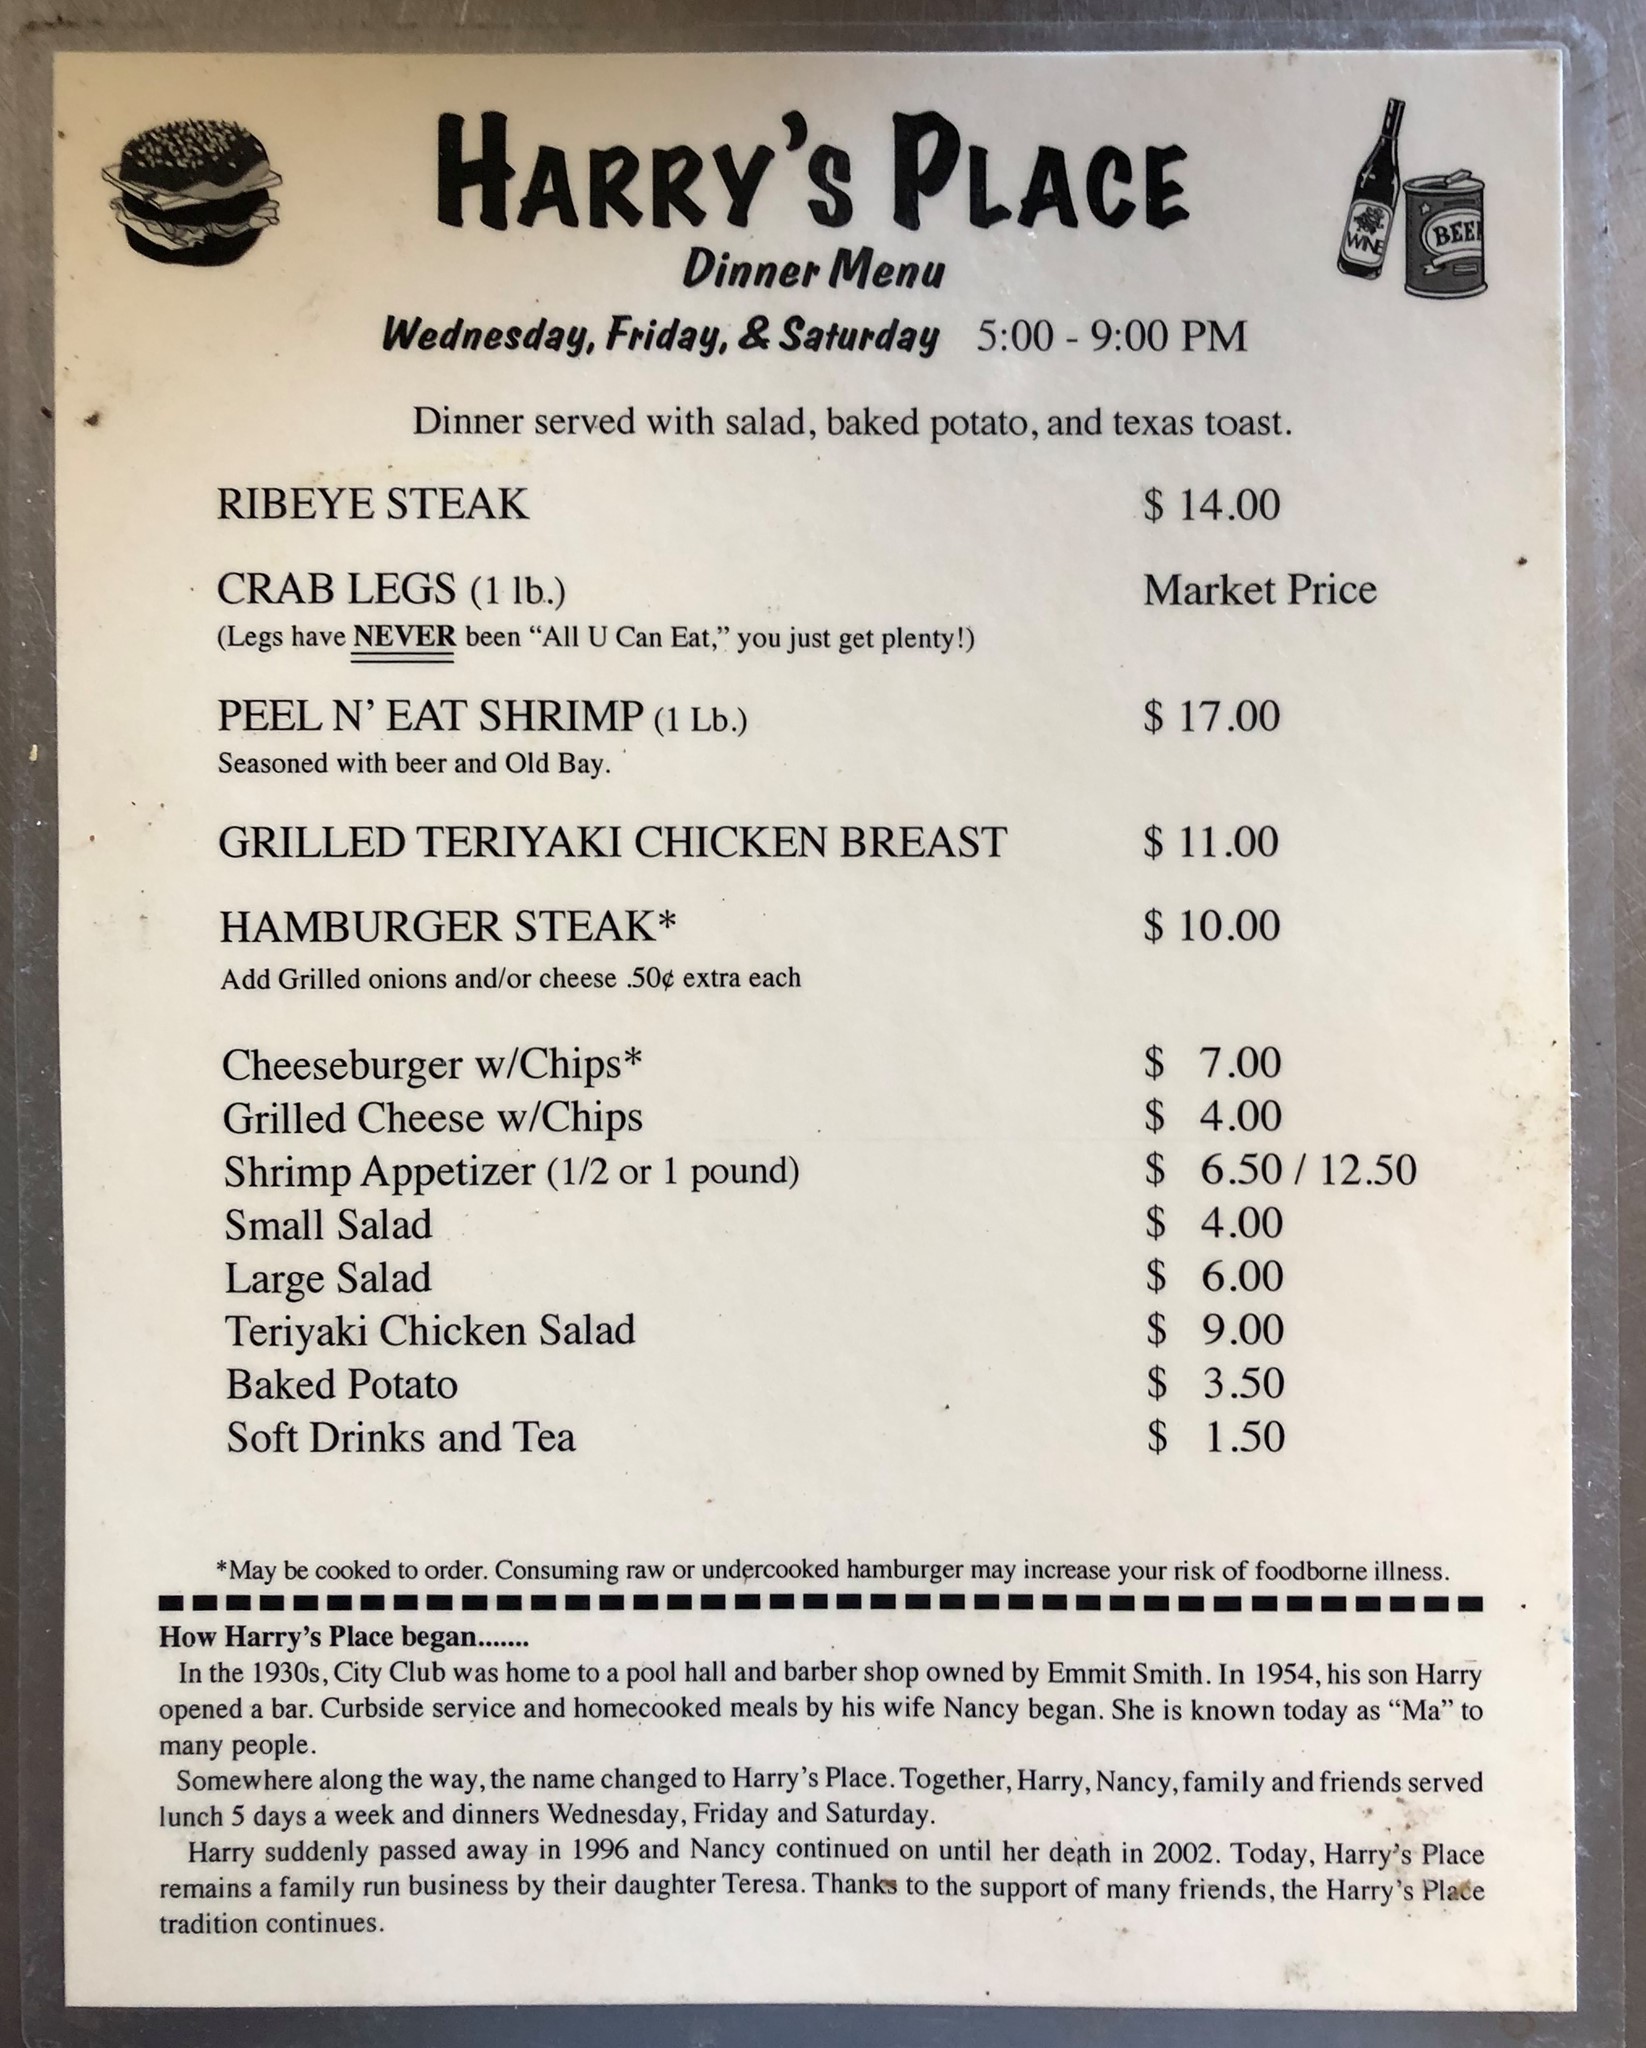 HARRY'S PLACE
Dinner Menu
Wednesday, Friday, & Saturday 5:00 - 9:00 PM
WINE
BEER
Dinner served with salad, baked potato, and texas toast.
RIBEYE STEAK $ 14.00
CRAB LEGS (1 lb.) Market Price
(Legs have NEVER been “All U Can Eat,” you just get plenty!)
PEEL N’ EAT SHRIMP (1 Lb.) $ 17.00
Seasoned with beer and Old Bay.
GRILLED TERIYAKI CHICKEN BREAST $ 11.00
HAMBURGER STEAK* $ 10.00
Add Grilled onions and/or cheese .50¢ extra each
Cheeseburger w/Chips* $ 7.00
Grilled Cheese w/Chips $ 4.00
Shrimp Appetizer (1/2 or 1 pound) $ 6.50 / 12.50
Small Salad $ 4.00
Large Salad $ 6.00
Teriyaki Chicken Salad $ 9.00
Baked Potato $ 3.50
Soft Drinks and Tea $ 1.50
*May be cooked to order. Consuming raw or undercooked hamburger may increase your risk of foodborne illness.
How Harry’s Place began.......
In the 1930s, City Club was home to a pool hall and barber shop owned by Emmit Smith. In 1954, his son Harry
opened a bar. Curbside service and homecooked meals by his wife Nancy began. She is known today as “Ma” to
many people.
Somewhere along the way, the name changed to Harry’s Place. Together, Harry, Nancy, family and friends served
lunch 5 days a week and dinners Wednesday, Friday and Saturday.
Harry suddenly passed away in 1996 and Nancy continued on until her death in 2002. Today, Harry’s Place
remains a family run business by their daughter Teresa. Thanks to the support of many friends, the Harry’s Place
tradition continues.